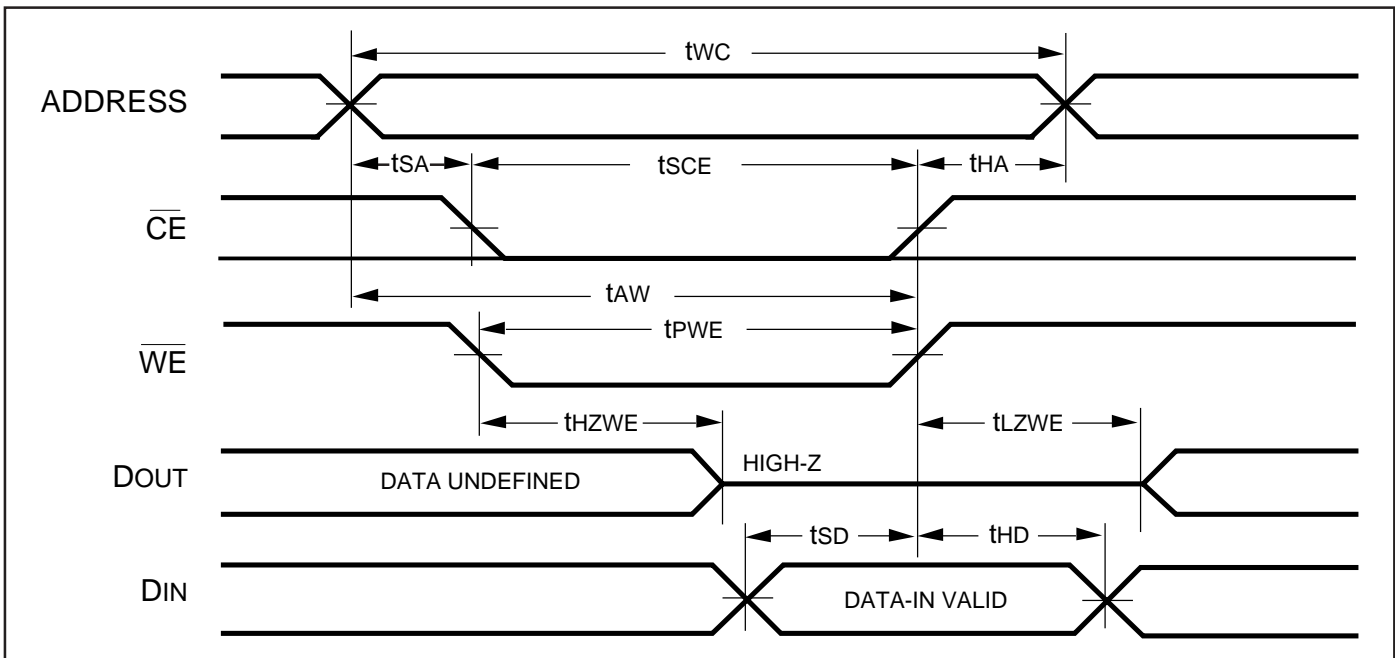 tWC
ADDRESS
tSA tSCE tHA
CE
tAW
tPWE
WE
tHZWE tLZWE
DOUT DATA UNDEFINED HIGH-Z
tSD tHD
DIN DATA-IN VALID